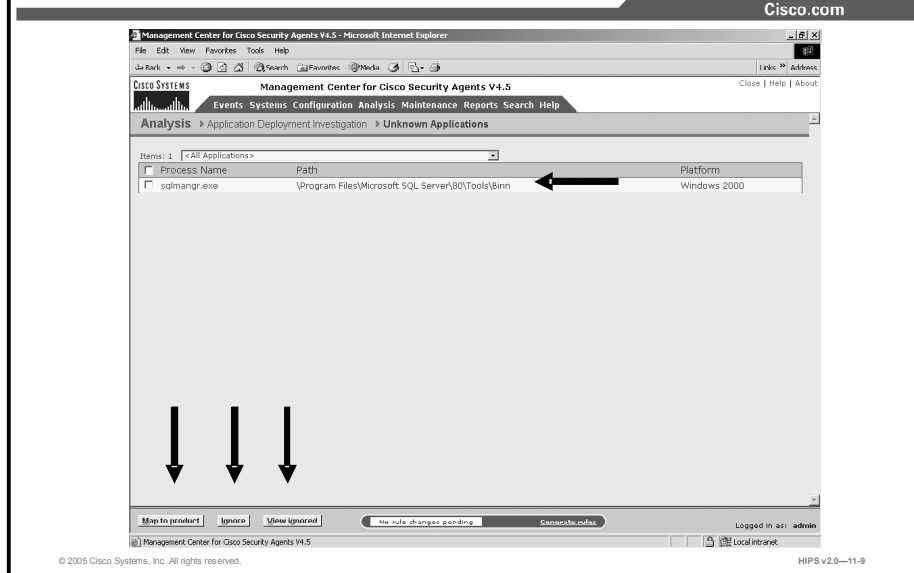 Cisco.com
Management Center for Cisco Security Agents V4.5 - Microsoft Internet Explorer
File Edit View Favorites Tools Help
Back Search Favorites Media Links » Address
CISCO SYSTEMS
Management Center for Cisco Security Agents V4.5
Close | Help | About
Events Systems Configuration Analysis Maintenance Reports Search Help
Analysis Application Deployment Investigation Unknown Applications
Items: 1 <All Applications>
Process Name Path Platform
sqlmangr.exe \Program Files\Microsoft SQL Server\80\Tools\Binn Windows 2000
Map to product Ignore View ignored No rule changes pending Generate rules Logged in as: admin
Management Center for Cisco Security Agents V4.5 Local intranet
© 2005 Cisco Systems, Inc. All rights reserved. HIPS v2.0—11-9